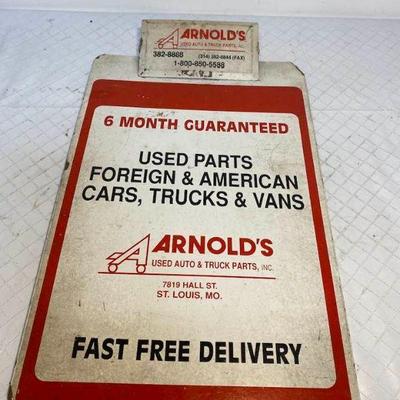 ARNOLD'S
USED AUTO & TRUCK PARTS, INC.
382-8888 (314) 382-8844 (FAX)
1-800-850-5588
6 MONTH GUARANTEED
USED PARTS
FOREIGN & AMERICAN
CARS, TRUCKS & VANS
ARNOLD'S
USED AUTO & TRUCK PARTS, INC.
7819 HALL ST.
ST. LOUIS, MO.
FAST FREE DELIVERY